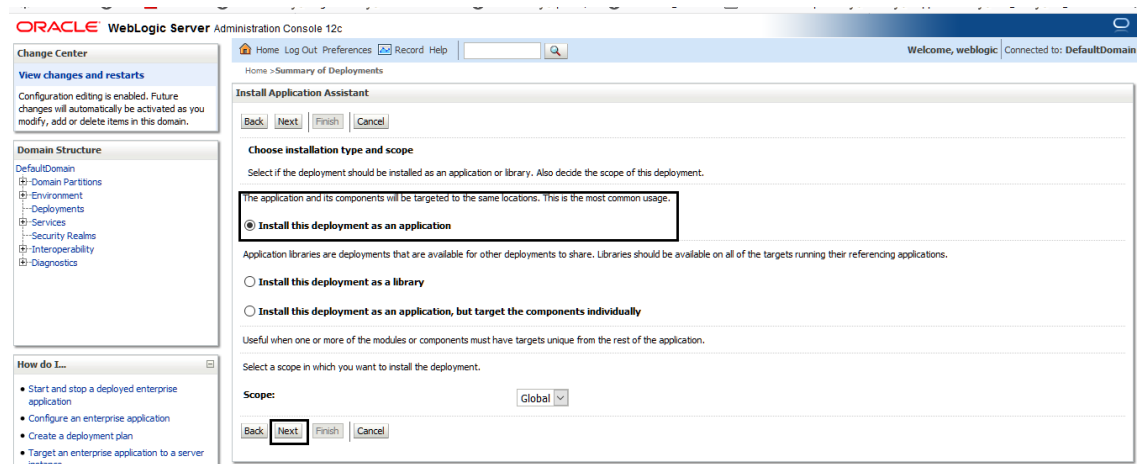 ORACLE WebLogic Server Administration Console 12c
Change Center
View changes and restarts
Configuration editing is enabled. Future
changes will automatically be activated as you
modify, add or delete items in this domain.
Domain Structure
DefaultDomain
Domain Partitions
Environment
Deployments
Services
Security Realms
Interoperability
Diagnostics
How do I...
Start and stop a deployed enterprise
application
Configure an enterprise application
Create a deployment plan
Target an enterprise application to a server
instance
Home Log Out Preferences Record Help
Welcome, weblogic Connected to: DefaultDomain
Home >Summary of Deployments
Install Application Assistant
Back Next Finish Cancel
Choose installation type and scope
Select if the deployment should be installed as an application or library. Also decide the scope of this deployment.
The application and its components will be targeted to the same locations. This is the most common usage.
Install this deployment as an application
Application libraries are deployments that are available for other deployments to share. Libraries should be available on all of the targets running their referencing applications.
Install this deployment as a library
Install this deployment as an application, but target the components individually
Useful when one or more of the modules or components must have targets unique from the rest of the application.
Select a scope in which you want to install the deployment.
Scope: Global
Back Next Finish Cancel